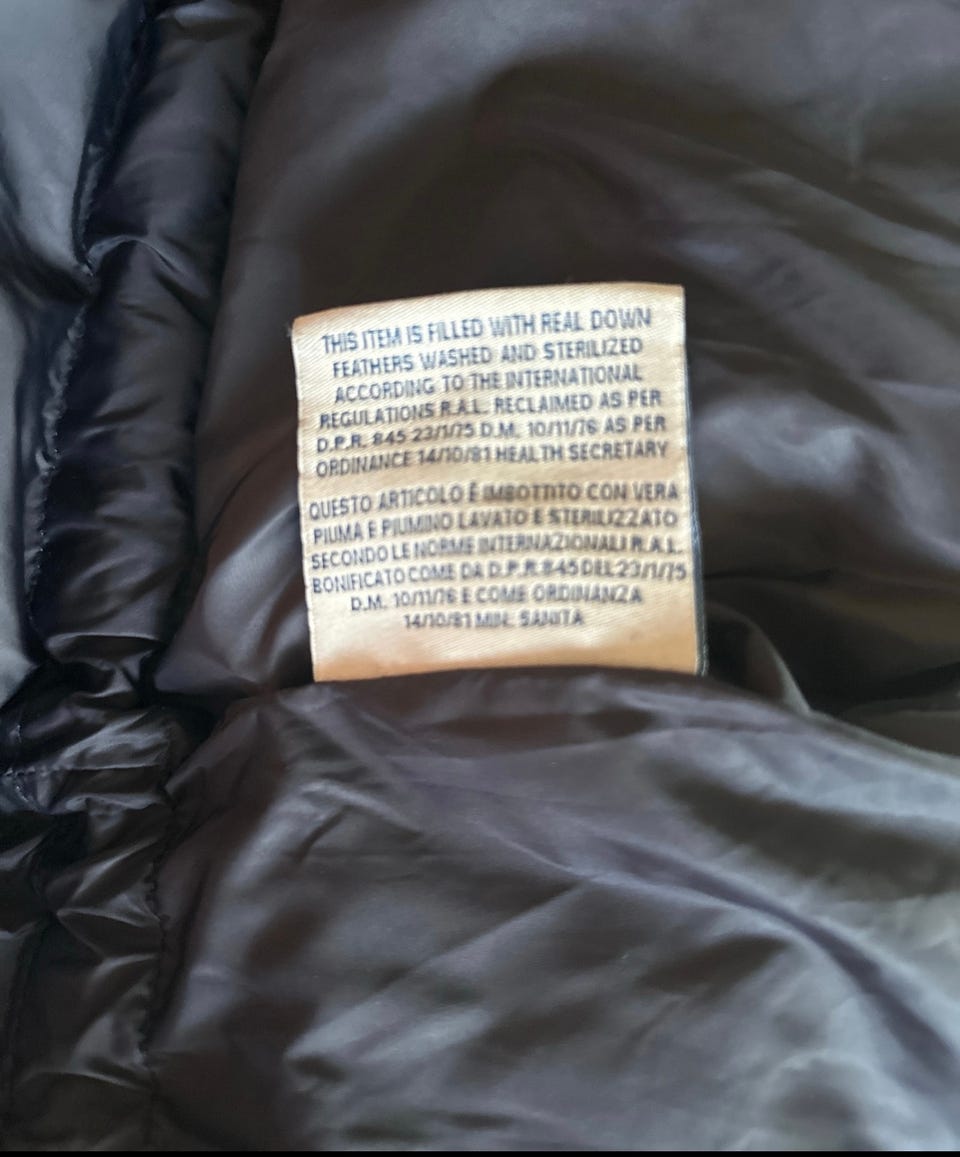 THIS ITEM IS FILLED WITH REAL DOWN
FEATHERS WASHED AND STERILIZED
ACCORDING TO THE INTERNATIONAL
REGULATIONS R.A.L. RECLAIMED AS PER
D.P.R. 845 23/1/75 D.M. 10/11/76 AS PER
ORDINANCE 14/10/81 HEALTH SECRETARY
QUESTO ARTICOLO É IMBOTTITO CON VERA
PIUMA E PIUMINO LAVATO E STERILIZZATO
SECONDO LE NORME INTERNAZIONALI R.A.L.
BONIFICATO COME DA D.P.R 845 DEL 23/1/75
D.M. 10/11/76 E COME ORDINANZA
14/10/81 MIN. SANITA